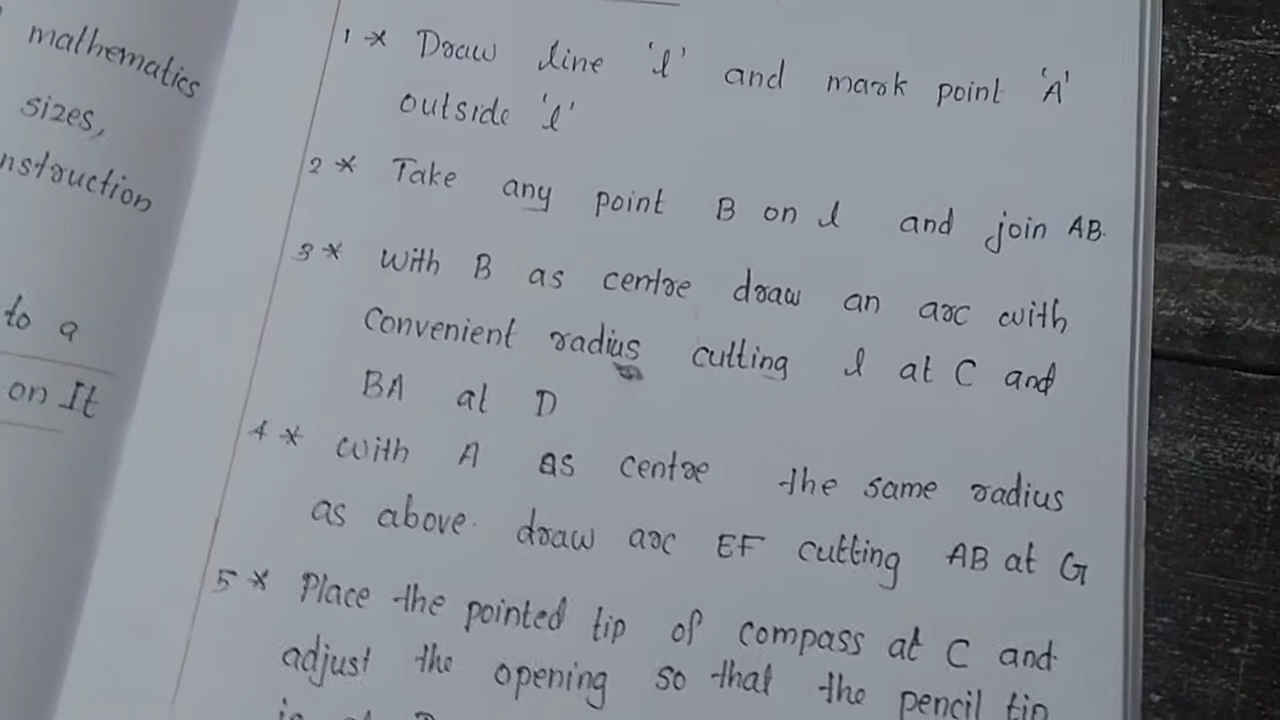 mathematics
sizes,
nstruction
to a
on It
1* Draw line 'l' and mark point 'A'
outside 'l'
2* Take any point B on l and join AB.
3* with B as centre draw an arc with
Convenient radius cutting l at C and
BA at D
4* with A as centre the same radius
as above. draw arc EF cutting AB at G
5* Place the pointed tip of compass at C and
adjust the opening so that the pencil tip